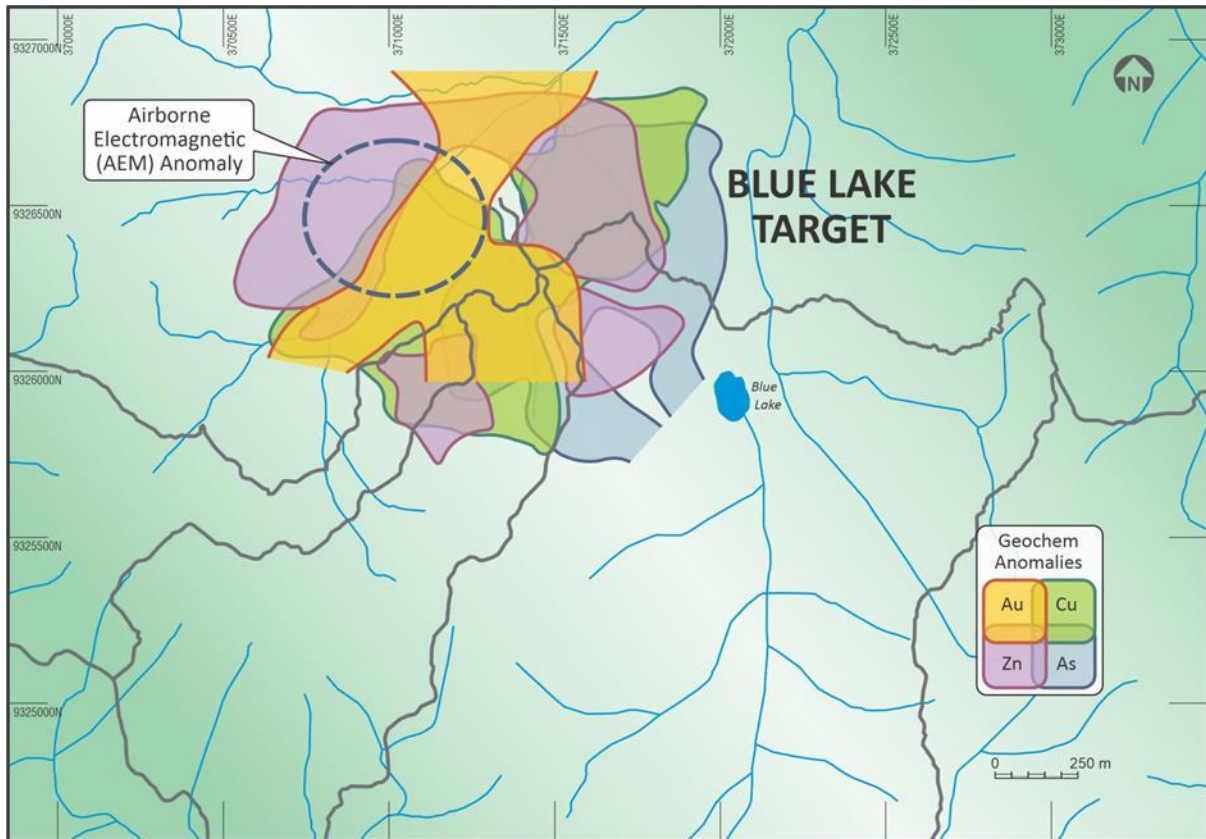 370000E
370500E
371000E
371500E
372000E
372500E
373000E
9327000N
Airborne
Electromagnetic
(AEM) Anomaly
N
BLUE LAKE
TARGET
9326500N
9326000N
Blue
Lake
9325500N
Geochem
Anomalies
Au Cu
Zn As
9325000N
0 250 m